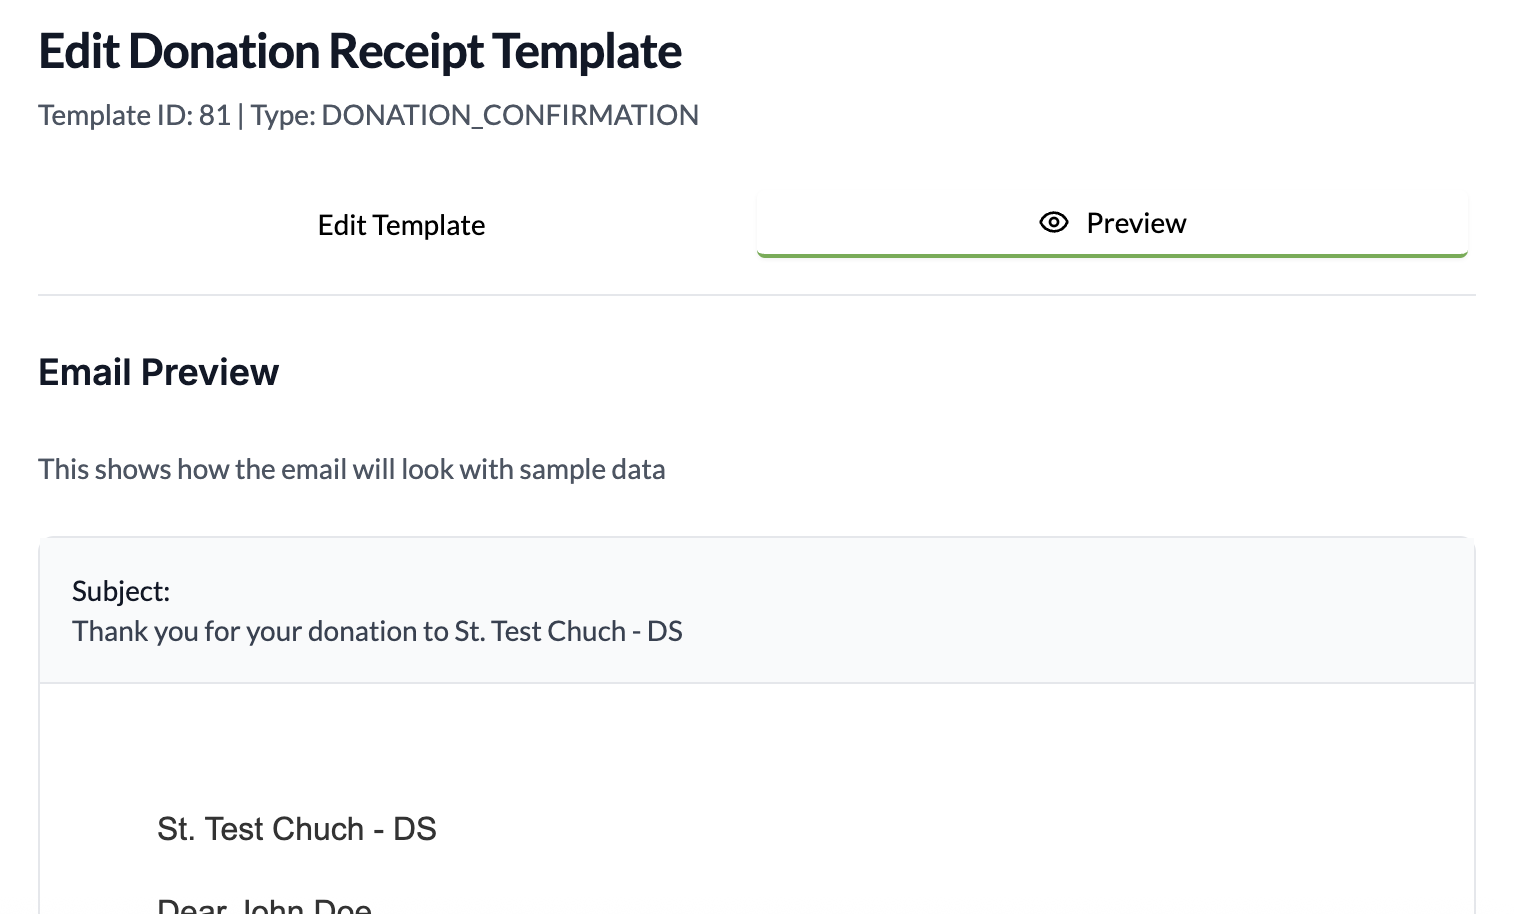 Edit Donation Receipt Template
Template ID: 81 | Type: DONATION_CONFIRMATION
Edit Template
Preview
Email Preview
This shows how the email will look with sample data
Subject:
Thank you for your donation to St. Test Chuch - DS
St. Test Chuch - DS
Dear John Doe